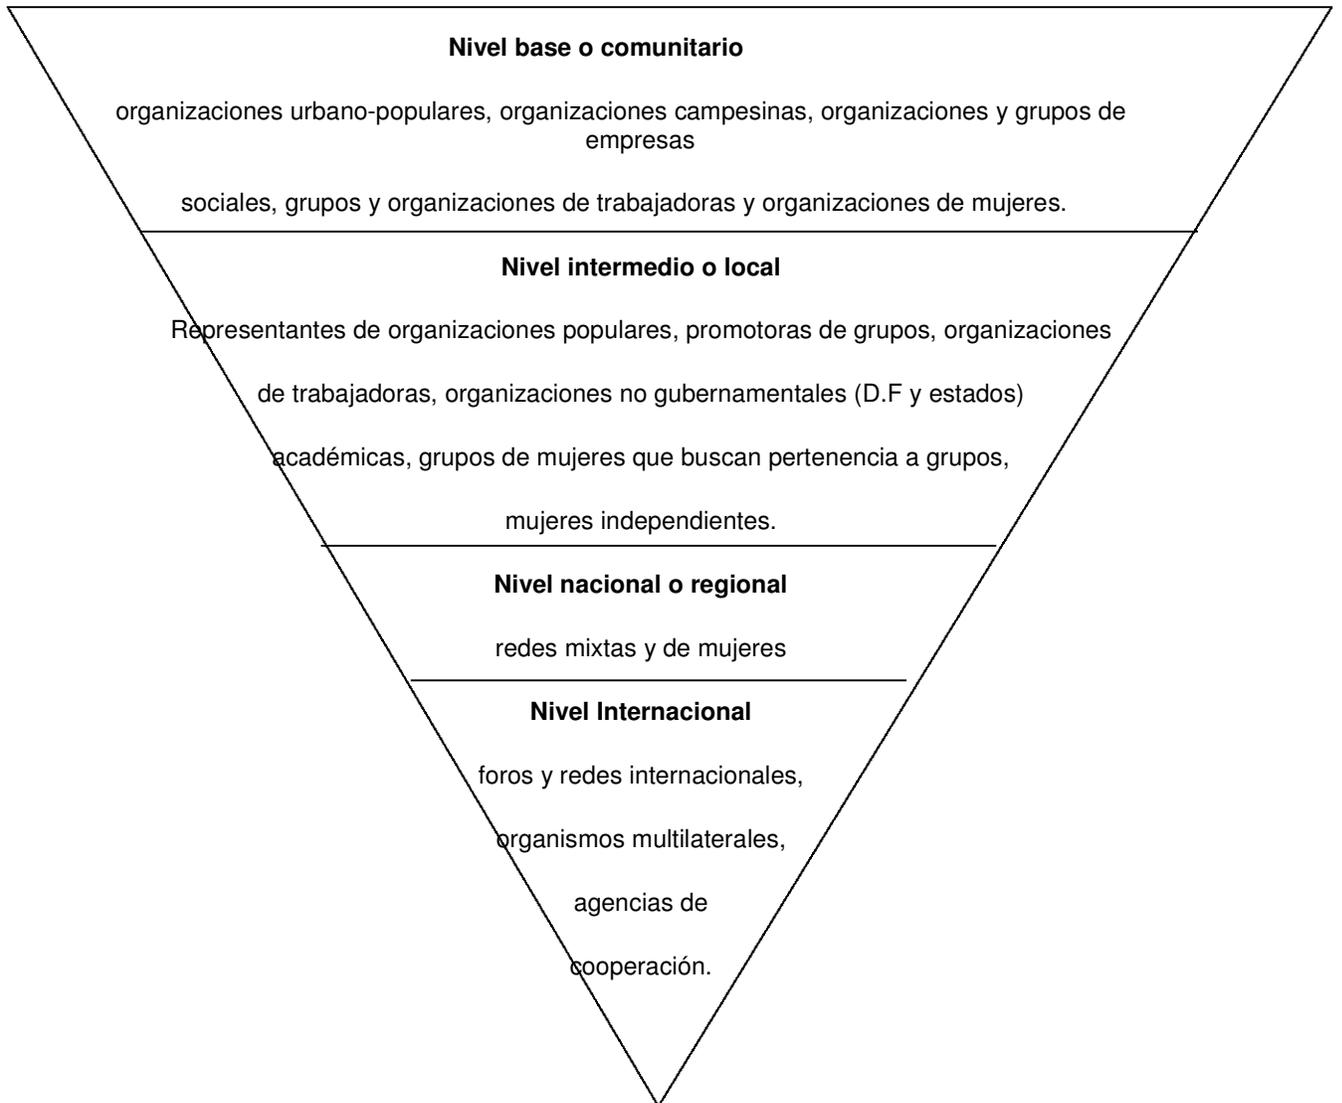 Nivel base o comunitario
organizaciones urbano-populares, organizaciones campesinas, organizaciones y grupos de
empresas
sociales, grupos y organizaciones de trabajadoras y organizaciones de mujeres.
Nivel intermedio o local
Representantes de organizaciones populares, promotoras de grupos, organizaciones
de trabajadoras, organizaciones no gubernamentales (D.F y estados)
académicas, grupos de mujeres que buscan pertenencia a grupos,
mujeres independientes.
Nivel nacional o regional
redes mixtas y de mujeres
Nivel Internacional
foros y redes internacionales,
organismos multilaterales,
agencias de
cooperación.